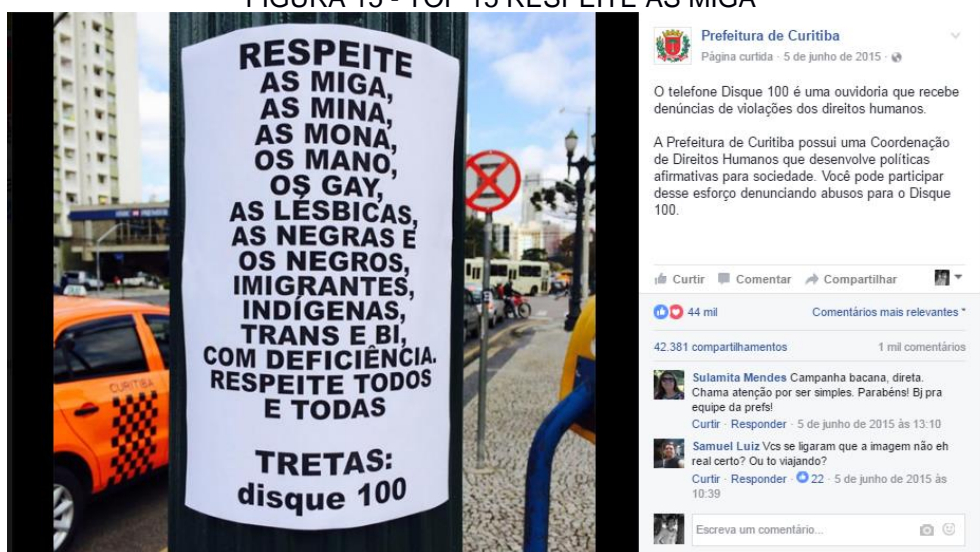 FIGURA 15 - TOP 15 RESPEITE AS MIGA
RESPEITE
AS MIGA,
AS MINA,
AS MONA,
OS MANO,
OS GAY,
AS LÉSBICAS,
AS NEGRAS E
OS NEGROS,
IMIGRANTES,
INDÍGENAS,
TRANS E BI,
COM DEFICIÊNCIA.
RESPEITE TODOS
E TODAS
TRETAS:
disque 100
CURITIBA
Prefeitura de Curitiba
Página curtida · 5 de junho de 2015 ·
O telefone Disque 100 é uma ouvidoria que recebe
denúncias de violações dos direitos humanos.
A Prefeitura de Curitiba possui uma Coordenação
de Direitos Humanos que desenvolve políticas
afirmativas para sociedade. Você pode participar
desse esforço denunciando abusos para o Disque
100.
Curtir Comentar Compartilhar
44 mil Comentários mais relevantes
42.381 compartilhamentos 1 mil comentários
Sulamita Mendes Campanha bacana, direta.
Chama atenção por ser simples. Parabéns! Bj pra
equipe da prefs!
Curtir · Responder · 5 de junho de 2015 às 13:10
Samuel Luiz Vcs se ligaram que a imagem não eh
real certo? Ou to viajando?
Curtir · Responder · 22 · 5 de junho de 2015 às
10:39
Escreva um comentário...